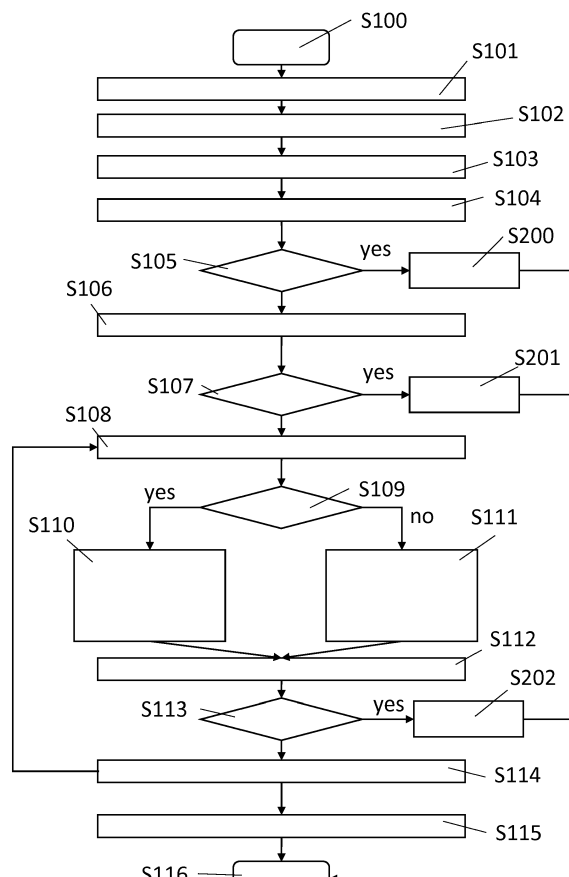 S100
S101
S102
S103
S104
S105
yes
S200
S106
S107
yes
S201
S108
yes
S109
no
S110
S111
S112
S113
yes
S202
S114
S115
S116